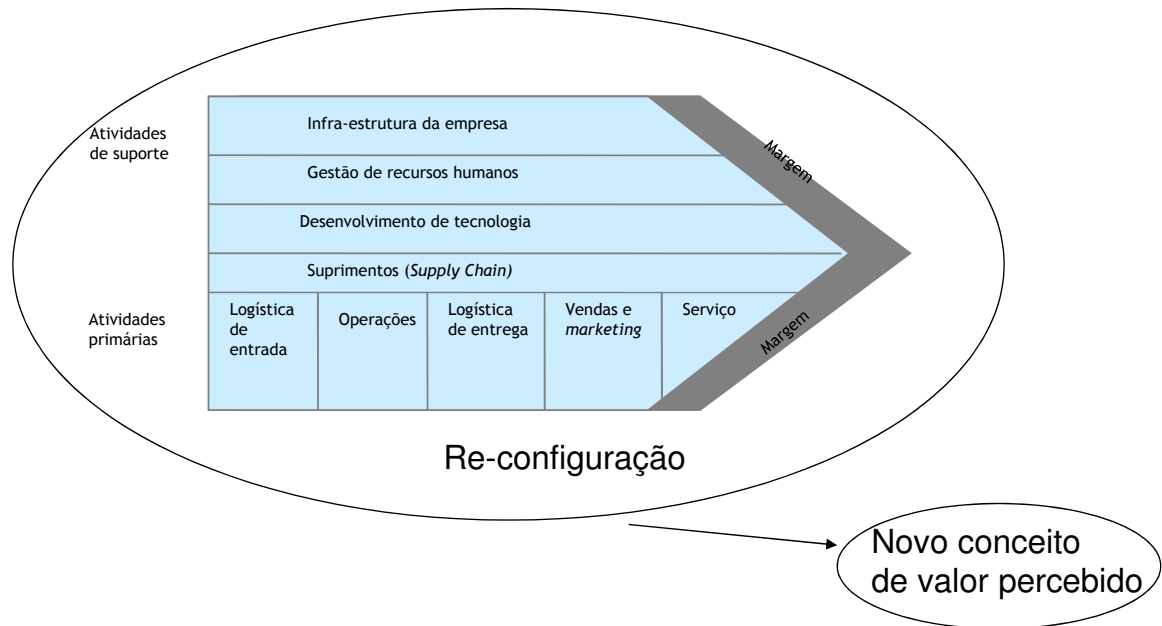 Atividades
de suporte
Infra-estrutura da empresa
Gestão de recursos humanos
Desenvolvimento de tecnologia
Suprimentos (Supply Chain)
Margem
Atividades
primárias
Logística
de
entrada
Operações
Logística
de entrega
Vendas e
marketing
Serviço
Margem
Re-configuração
Novo conceito
de valor percebido